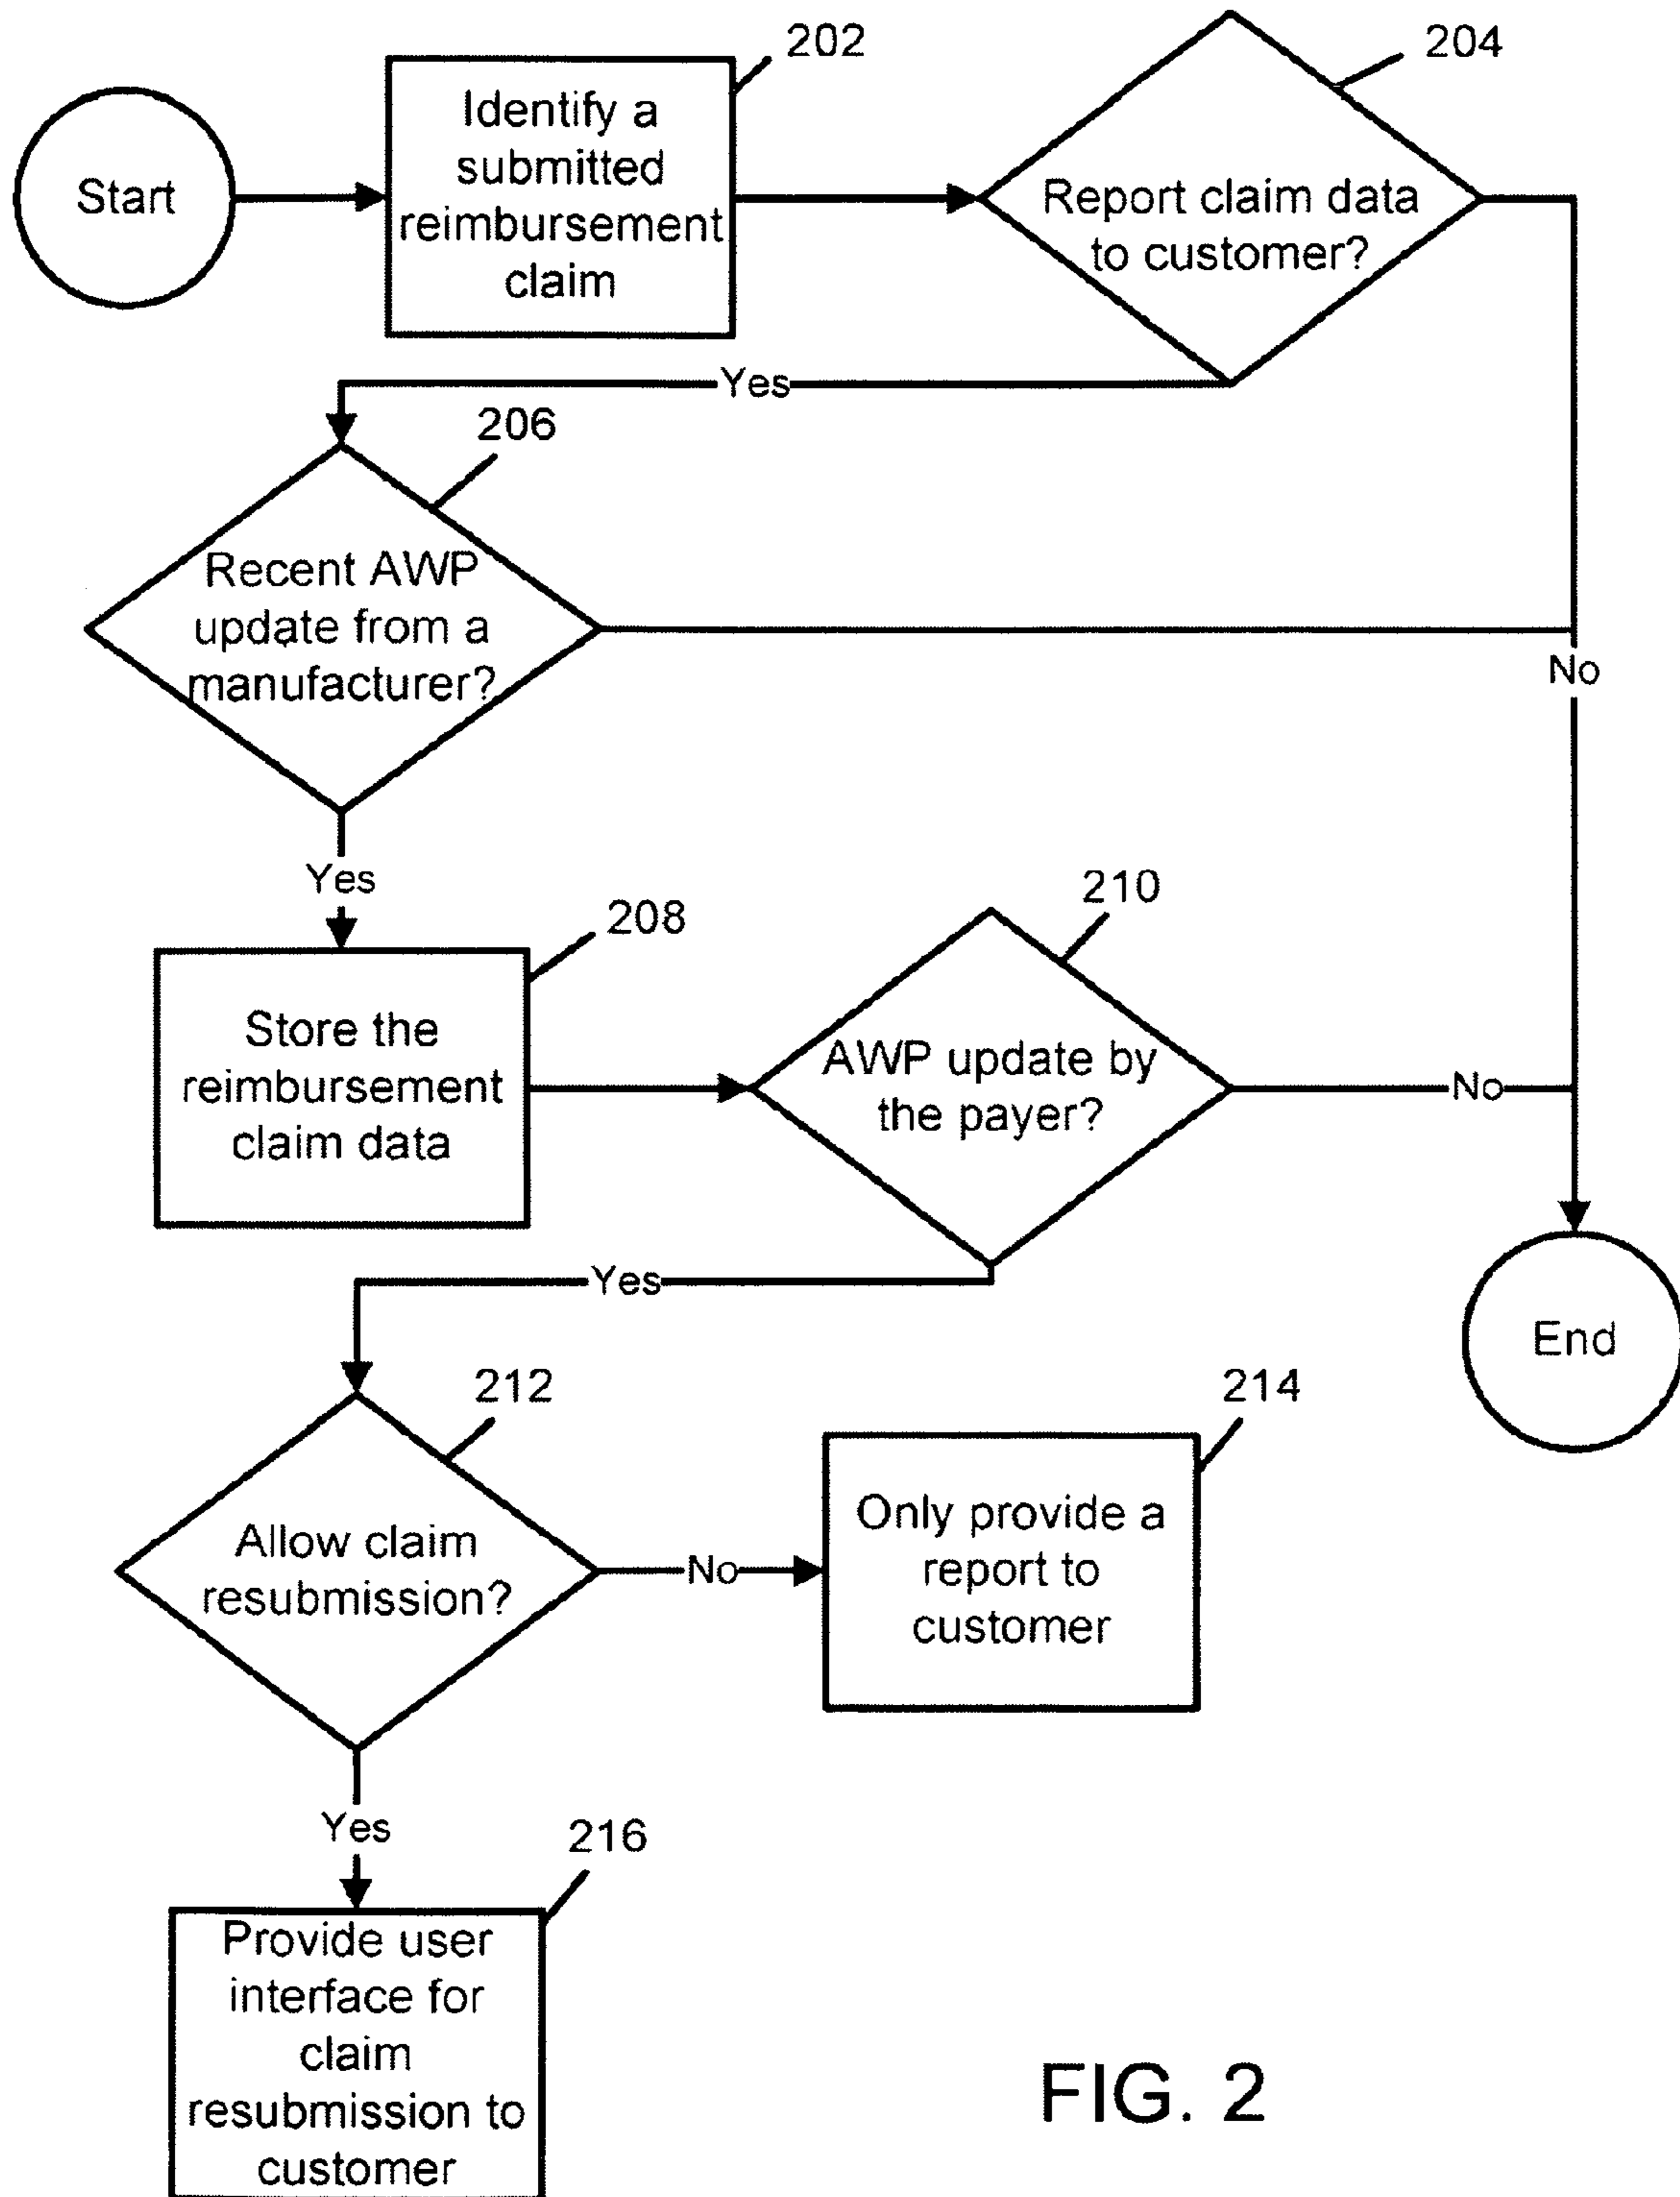 202
204
Start
Identify a
submitted
reimbursement
claim
Report claim data
to customer?
Yes
206
Recent AWP
update from a
manufacturer?
No
Yes
208
210
Store the
reimbursement
claim data
AWP update by
the payer?
No
Yes
End
212
214
Allow claim
resubmission?
No
Only provide a
report to
customer
Yes
216
Provide user
interface for
claim
resubmission to
customer
FIG. 2